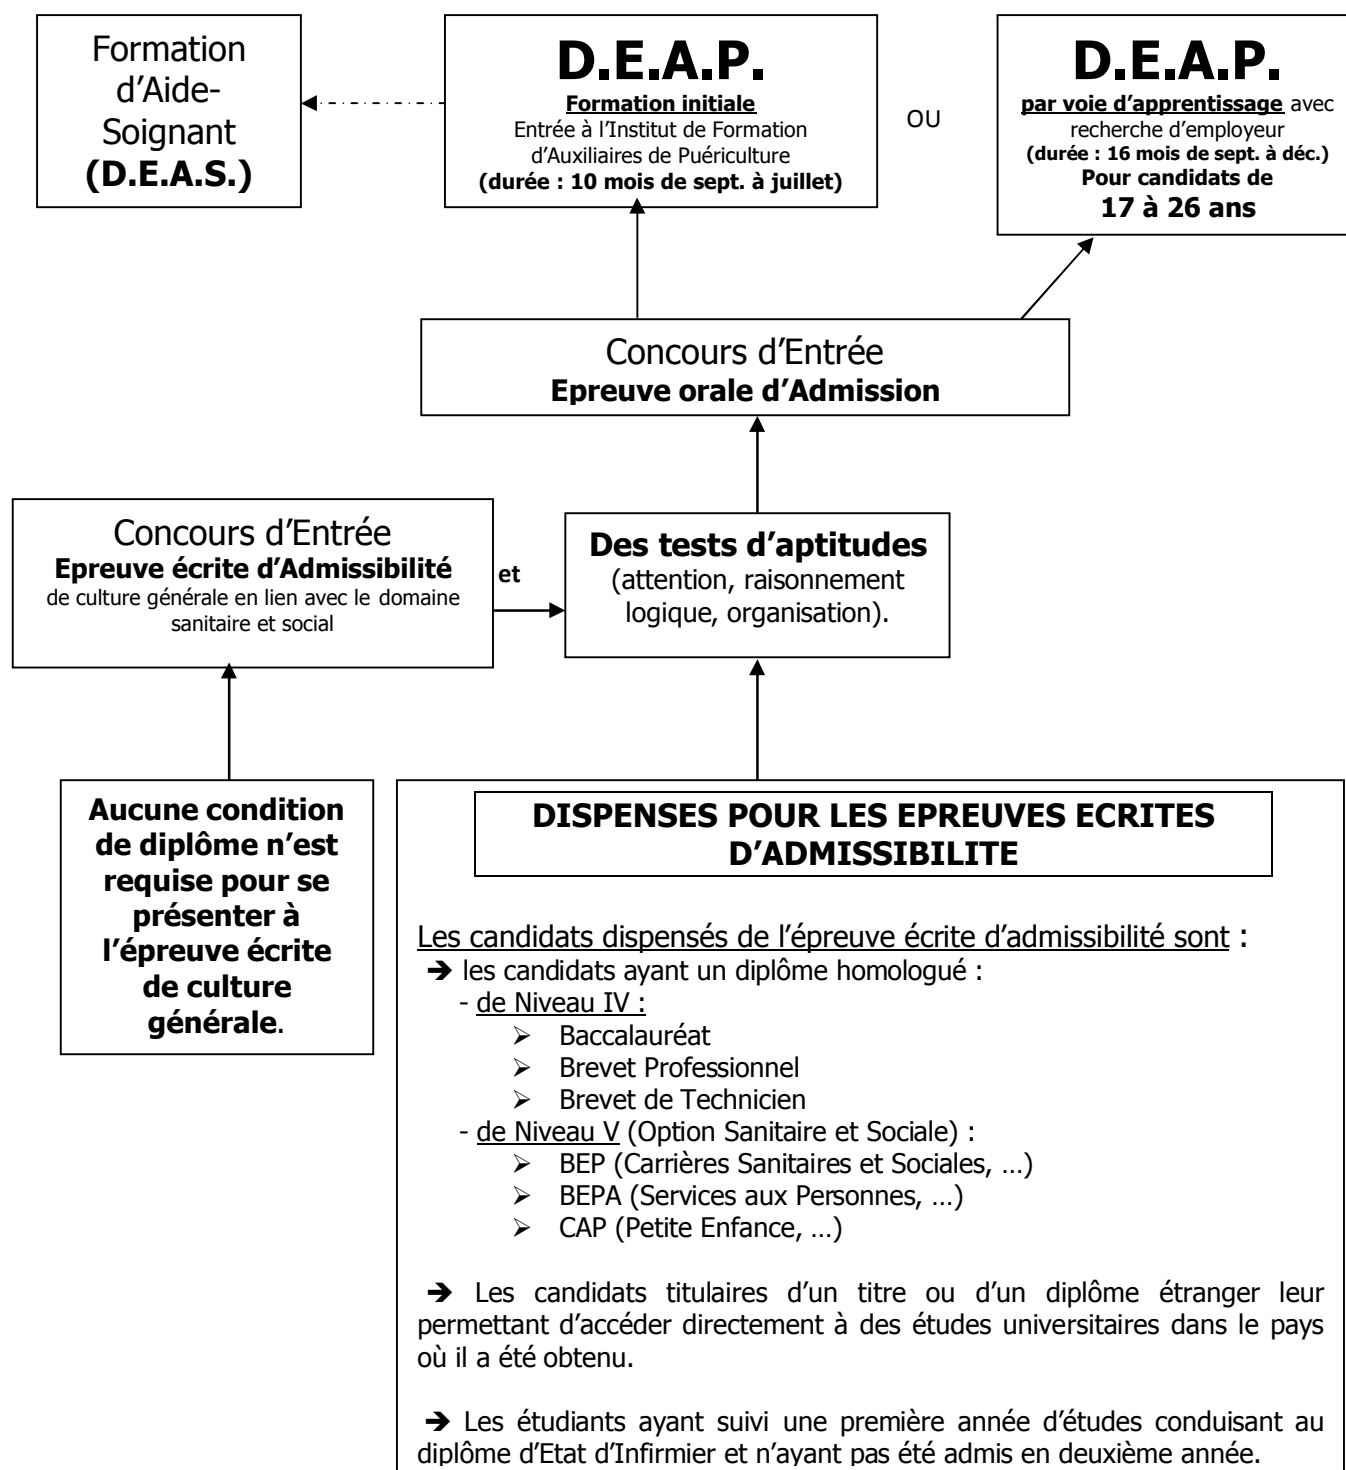 Formation
d’Aide-
Soignant
(D.E.A.S.)
D.E.A.P.
Formation initiale
Entrée à l’Institut de Formation
d’Auxiliaires de Puériculture
(durée : 10 mois de sept. à juillet)
OU
D.E.A.P.
par voie d’apprentissage avec
recherche d’employeur
(durée : 16 mois de sept. à déc.)
Pour candidats de
17 à 26 ans
Concours d’Entrée
Epreuve orale d’Admission
Concours d’Entrée
Epreuve écrite d’Admissibilité
de culture générale en lien avec le domaine
sanitaire et social
et
Des tests d’aptitudes
(attention, raisonnement
logique, organisation).
Aucune condition
de diplôme n’est
requise pour se
présenter à
l’épreuve écrite
de culture
générale.
DISPENSES POUR LES EPREUVES ECRITES
D’ADMISSIBILITE
Les candidats dispensés de l’épreuve écrite d’admissibilité sont :
➔ les candidats ayant un diplôme homologué :
- de Niveau IV :
➢ Baccalauréat
➢ Brevet Professionnel
➢ Brevet de Technicien
- de Niveau V (Option Sanitaire et Sociale) :
➢ BEP (Carrières Sanitaires et Sociales, …)
➢ BEPA (Services aux Personnes, …)
➢ CAP (Petite Enfance, …)
➔ Les candidats titulaires d’un titre ou d’un diplôme étranger leur
permettant d’accéder directement à des études universitaires dans le pays
où il a été obtenu.
➔ Les étudiants ayant suivi une première année d’études conduisant au
diplôme d’Etat d’Infirmier et n’ayant pas été admis en deuxième année.